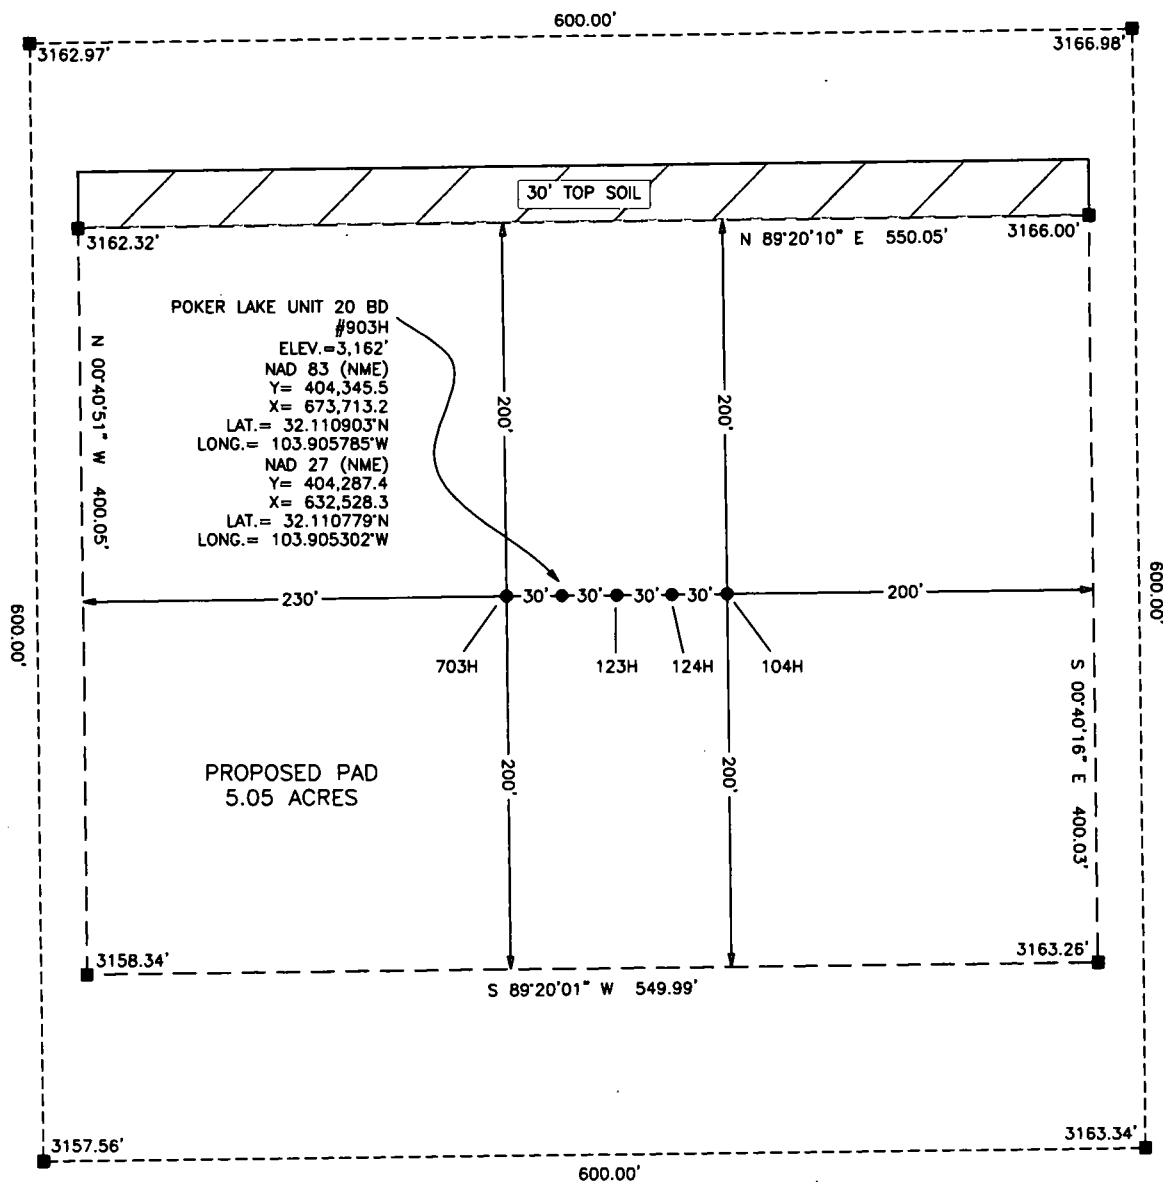 600.00'
3162.97'
3166.98'
30' TOP SOIL
3162.32'
N 89°20'10" E 550.05'
3166.00'
POKER LAKE UNIT 20 BD
#903H
ELEV.=3,162'
NAD 83 (NME)
Y= 404,345.5
X= 673,713.2
LAT.= 32.110903°N
LONG.= 103.905785°W
NAD 27 (NME)
Y= 404,287.4
X= 632,528.3
LAT.= 32.110779°N
LONG.= 103.905302°W
N 00°40'51" W 400.05'
200'
200'
230'
30'
30'
30'
30'
200'
600.00'
600.00'
703H
123H
124H
104H
S 00°40'16" E 400.03'
PROPOSED PAD
5.05 ACRES
200'
200'
3158.34'
3163.26'
S 89°20'01" W 549.99'
3157.56'
3163.34'
600.00'